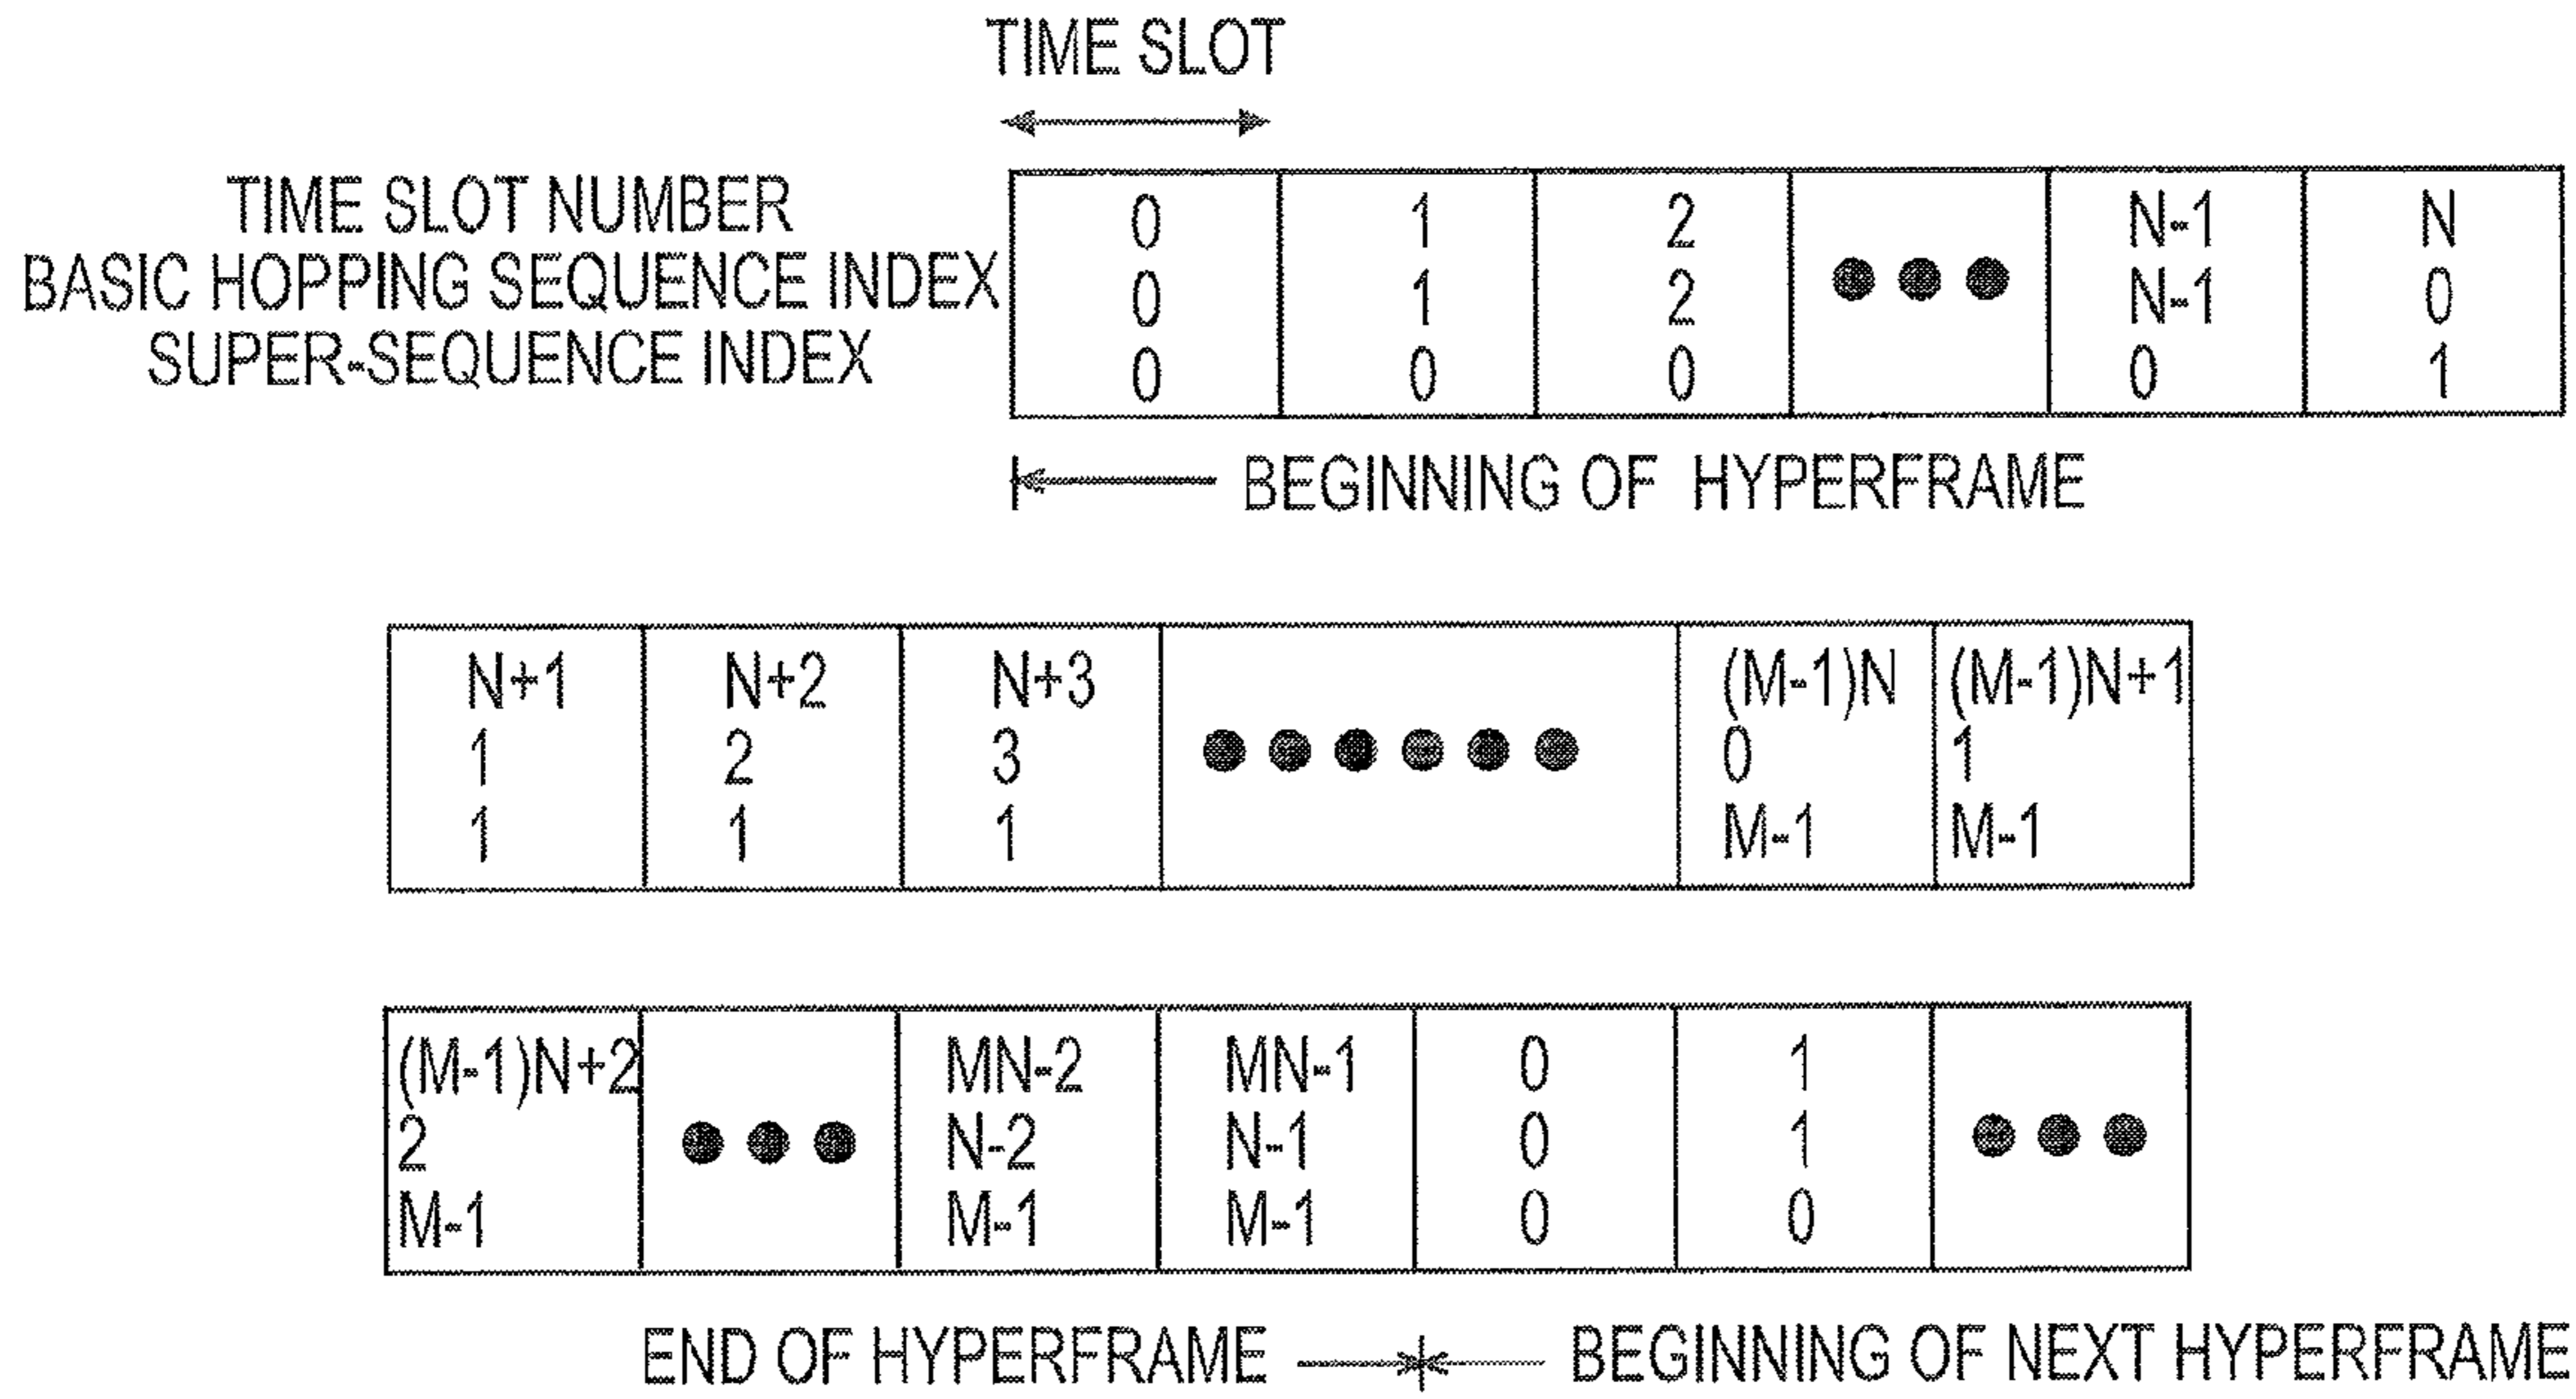 TIME SLOT
TIME SLOT NUMBER
BASIC HOPPING SEQUENCE INDEX
SUPER-SEQUENCE INDEX
0 1 2 N-1 N
0 1 2 N-1 0
0 0 0 0 1
BEGINNING OF HYPERFRAME
N+1 N+2 N+3 (M-1)N (M-1)N+1
1 2 3 0 1
1 1 1 M-1 M-1
(M-1)N+2 MN-2 MN-1 0 1
2 N-2 N-1 0 1
M-1 M-1 M-1 0 0
END OF HYPERFRAME BEGINNING OF NEXT HYPERFRAME